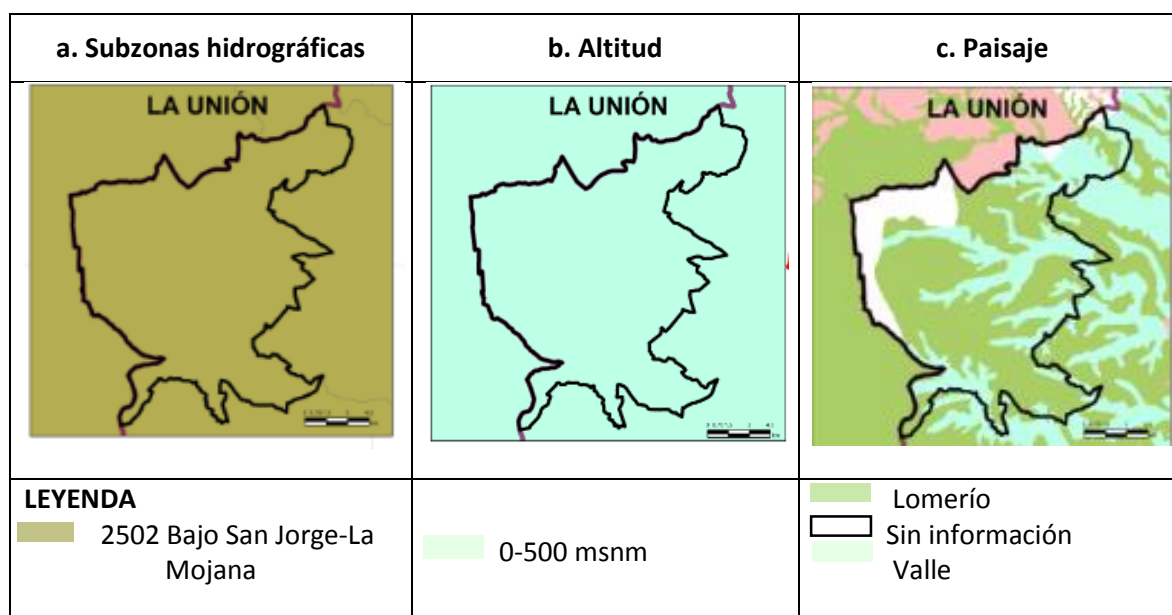 a. Subzonas hidrográficas
b. Altitud
c. Paisaje
LA UNIÓN
LA UNIÓN
LA UNIÓN
LEYENDA
2502 Bajo San Jorge-La
Mojana
0-500 msnm
Lomerío
Sin información
Valle